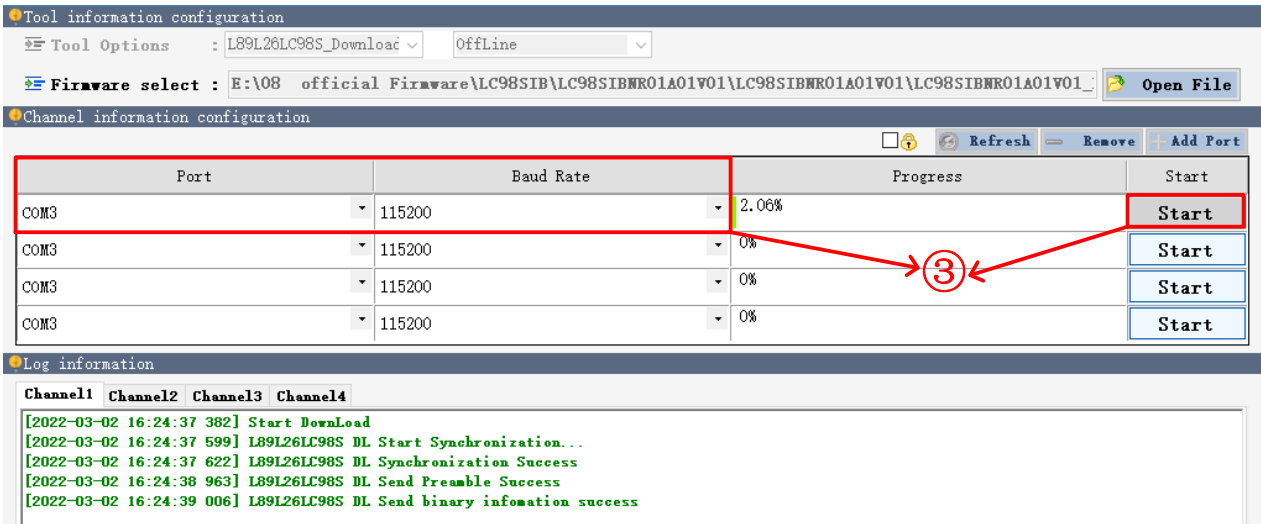 Tool information configuration
Tool Options : L89L26LC98S_Download OffLine
Firmware select : E:\08 official Firmware\LC98SIB\LC98SIBNR01A01V01\LC98SIBNR01A01V01\LC98SIBNR01A01V01_ Open File
Channel information configuration
Refresh Remove Add Port
Port Baud Rate Progress Start
COM3 115200 2.06% Start
COM3 115200 0% Start
③
COM3 115200 0% Start
COM3 115200 0% Start
Log information
Channel1 Channel2 Channel3 Channel4
[2022-03-02 16:24:37 382] Start DownLoad
[2022-03-02 16:24:37 599] L89L26LC98S DL Start Synchronization...
[2022-03-02 16:24:37 622] L89L26LC98S DL Synchronization Success
[2022-03-02 16:24:38 963] L89L26LC98S DL Send Preamble Success
[2022-03-02 16:24:39 006] L89L26LC98S DL Send binary infomation success